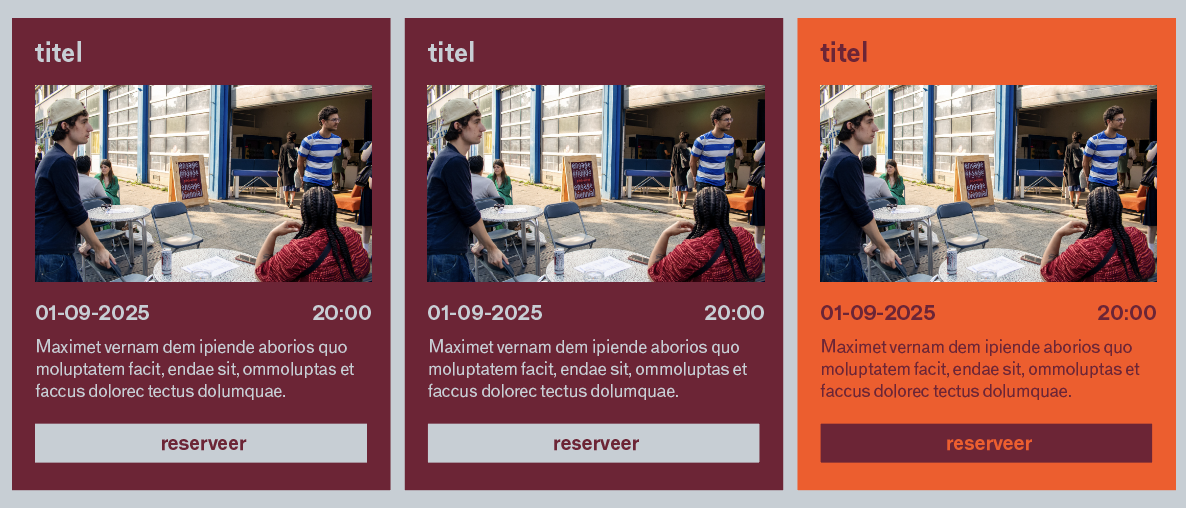 titel
01-09-2025 20:00
Maximet vernam dem ipiende aborios quo
moluptatem facit, endae sit, ommoluptas et
faccus dolorec tectus dolumquae.
reserveer
titel
01-09-2025 20:00
Maximet vernam dem ipiende aborios quo
moluptatem facit, endae sit, ommoluptas et
faccus dolorec tectus dolumquae.
reserveer
titel
01-09-2025 20:00
Maximet vernam dem ipiende aborios quo
moluptatem facit, endae sit, ommoluptas et
faccus dolorec tectus dolumquae.
reserveer